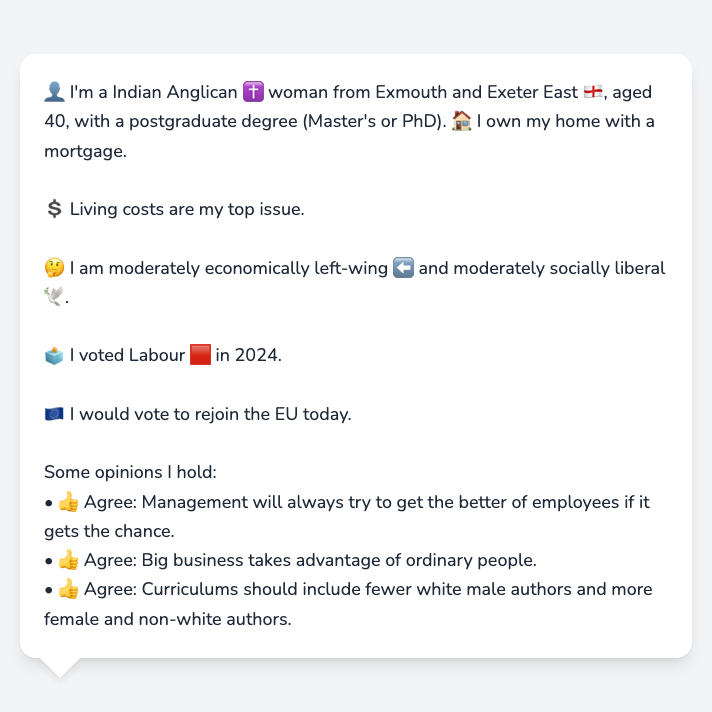 👤 I'm a Indian Anglican ✝️ woman from Exmouth and Exeter East 🏴󠁧󠁢󠁥󠁮󠁧󠁿, aged
40, with a postgraduate degree (Master's or PhD). 🏠 I own my home with a
mortgage.
💲 Living costs are my top issue.
🤔 I am moderately economically left-wing ⬅️ and moderately socially liberal
🕊️.
🗳️ I voted Labour 🟥 in 2024.
🇪🇺 I would vote to rejoin the EU today.
Some opinions I hold:
• 👍 Agree: Management will always try to get the better of employees if it
gets the chance.
• 👍 Agree: Big business takes advantage of ordinary people.
• 👍 Agree: Curriculums should include fewer white male authors and more
female and non-white authors.